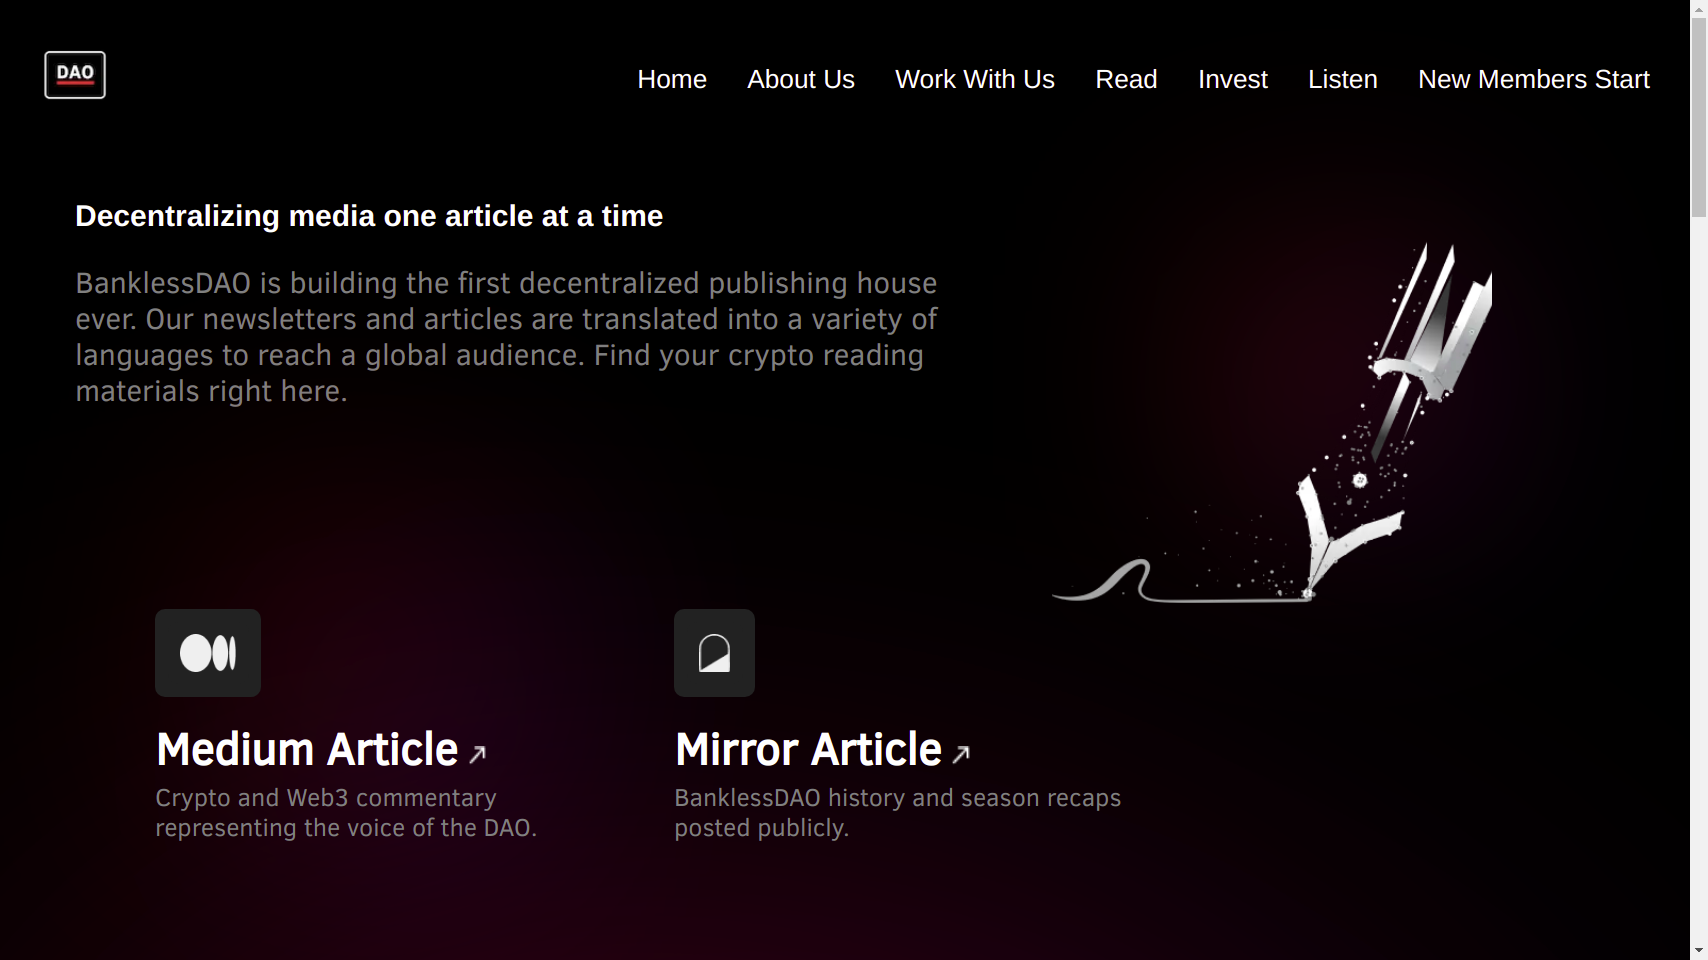 DAO
Home
About Us
Work With Us
Read
Invest
Listen
New Members Start
Decentralizing media one article at a time
BanklessDAO is building the first decentralized publishing house
ever. Our newsletters and articles are translated into a variety of
languages to reach a global audience. Find your crypto reading
materials right here.
Medium Article ↗
Crypto and Web3 commentary
representing the voice of the DAO.
Mirror Article ↗
BanklessDAO history and season recaps
posted publicly.